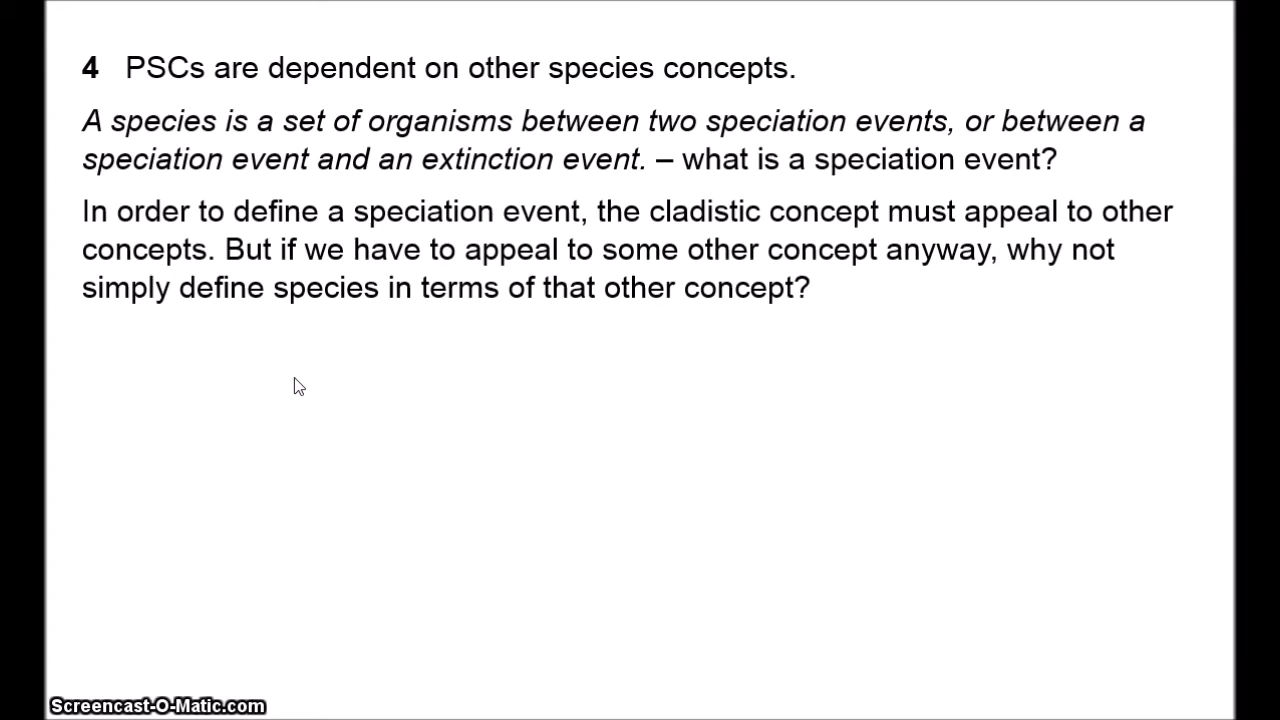 4 PSCs are dependent on other species concepts.
A species is a set of organisms between two speciation events, or between a
speciation event and an extinction event. – what is a speciation event?
In order to define a speciation event, the cladistic concept must appeal to other
concepts. But if we have to appeal to some other concept anyway, why not
simply define species in terms of that other concept?
Screencast-O-Matic.com